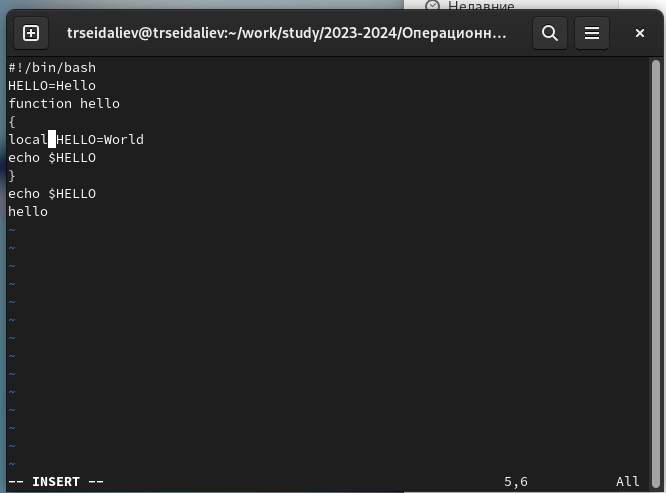 Недавние
trseidaliev@trseidaliev:~/work/study/2023-2024/Операционн...
#!/bin/bash
HELLO=Hello
function hello
{
local HELLO=World
echo $HELLO
}
echo $HELLO
hello
~
~
~
~
~
~
~
~
~
~
~
~
~
~
-- INSERT -- 5,6 All